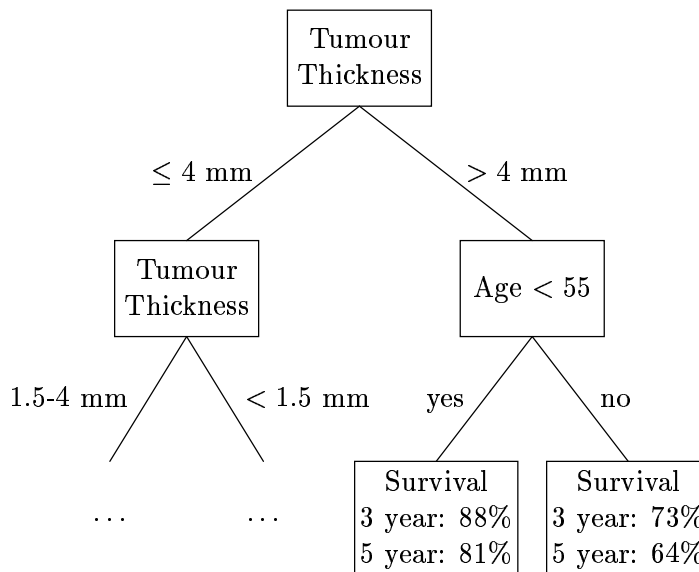 Tumour
Thickness
≤ 4 mm
> 4 mm
Tumour
Thickness
Age < 55
1.5-4 mm
< 1.5 mm
yes
no
...
...
Survival
3 year: 88%
5 year: 81%
Survival
3 year: 73%
5 year: 64%